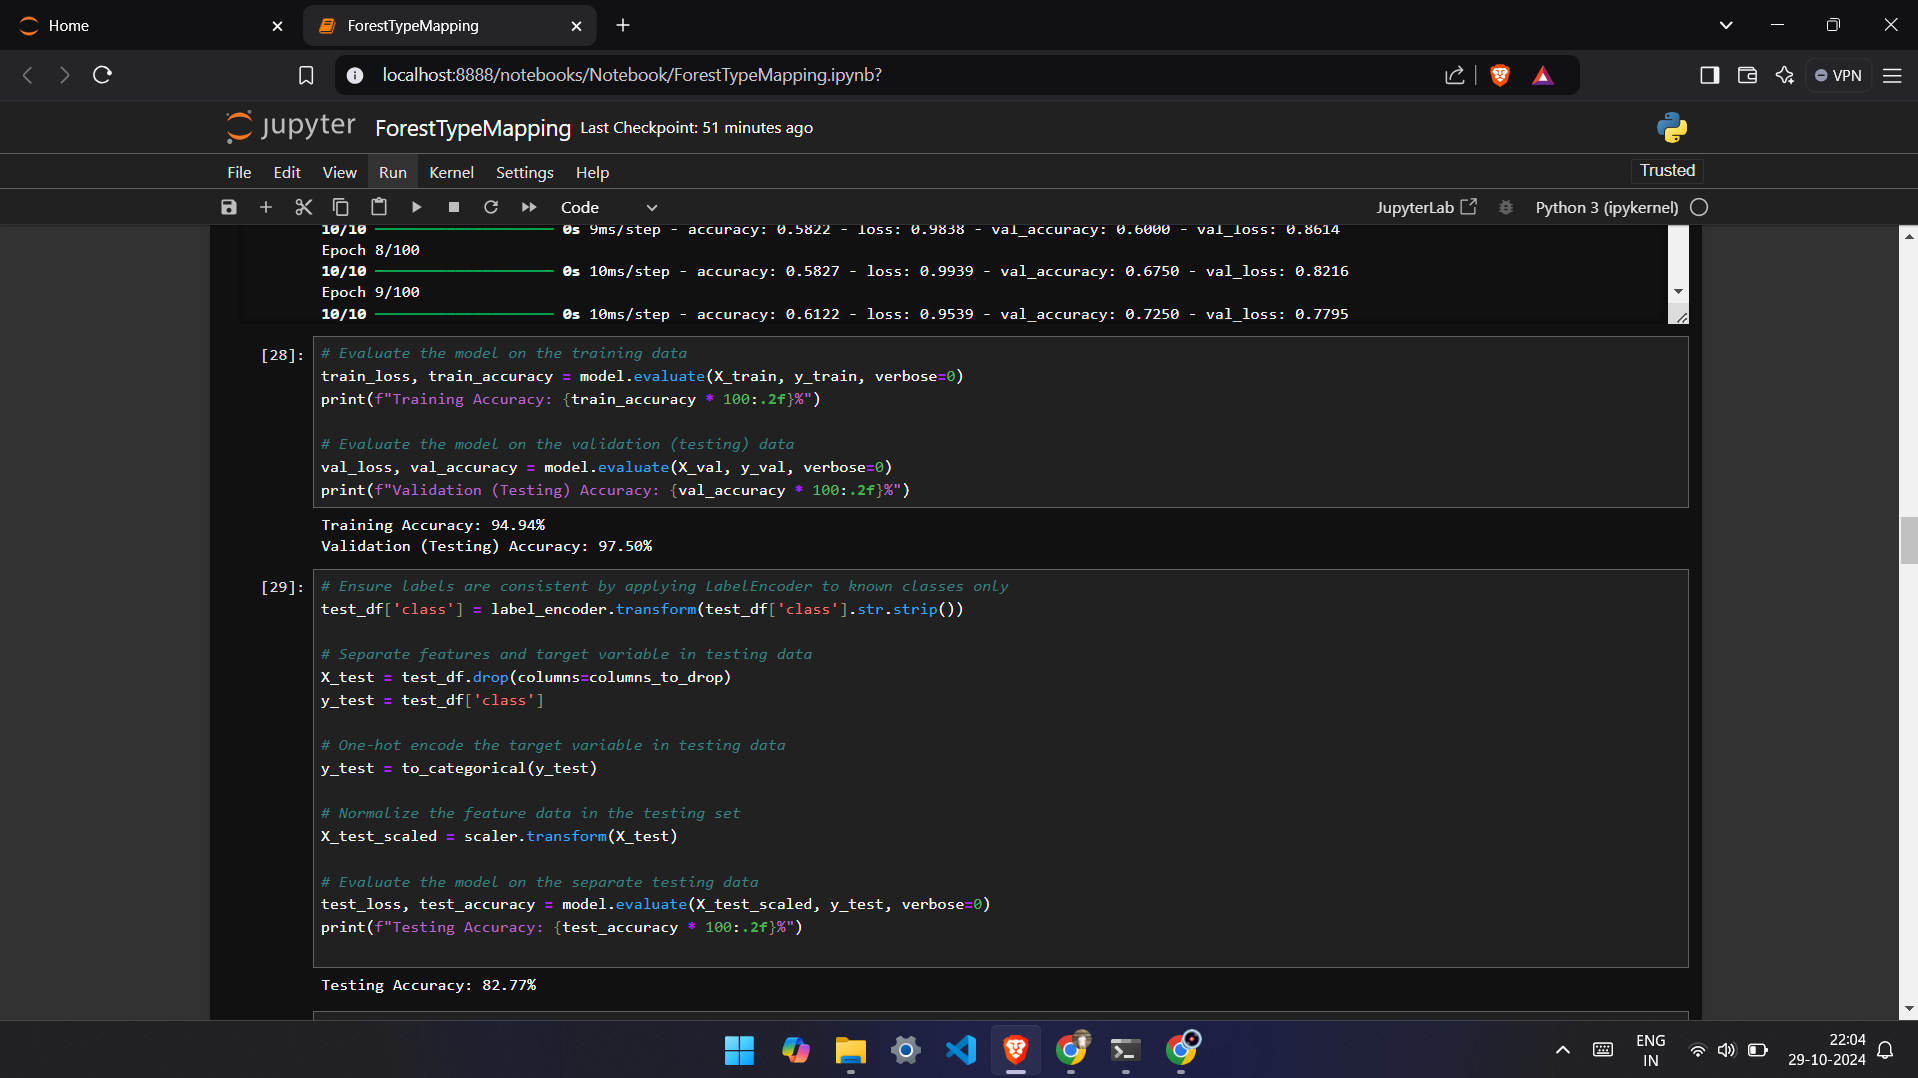 Home
ForestTypeMapping
localhost:8888/notebooks/Notebook/ForestTypeMapping.ipynb?
VPN
jupyter ForestTypeMapping Last Checkpoint: 51 minutes ago
File Edit View Run Kernel Settings Help
Trusted
Code
JupyterLab Python 3 (ipykernel)
10/10 0s 9ms/step - accuracy: 0.5822 - loss: 0.9838 - val_accuracy: 0.6000 - val_loss: 0.8614
Epoch 8/100
10/10 0s 10ms/step - accuracy: 0.5827 - loss: 0.9939 - val_accuracy: 0.6750 - val_loss: 0.8216
Epoch 9/100
10/10 0s 10ms/step - accuracy: 0.6122 - loss: 0.9539 - val_accuracy: 0.7250 - val_loss: 0.7795
[28]:
# Evaluate the model on the training data
train_loss, train_accuracy = model.evaluate(X_train, y_train, verbose=0)
print(f"Training Accuracy: {train_accuracy * 100:.2f}%")
# Evaluate the model on the validation (testing) data
val_loss, val_accuracy = model.evaluate(X_val, y_val, verbose=0)
print(f"Validation (Testing) Accuracy: {val_accuracy * 100:.2f}%")
Training Accuracy: 94.94%
Validation (Testing) Accuracy: 97.50%
[29]:
# Ensure labels are consistent by applying LabelEncoder to known classes only
test_df['class'] = label_encoder.transform(test_df['class'].str.strip())
# Separate features and target variable in testing data
X_test = test_df.drop(columns=columns_to_drop)
y_test = test_df['class']
# One-hot encode the target variable in testing data
y_test = to_categorical(y_test)
# Normalize the feature data in the testing set
X_test_scaled = scaler.transform(X_test)
# Evaluate the model on the separate testing data
test_loss, test_accuracy = model.evaluate(X_test_scaled, y_test, verbose=0)
print(f"Testing Accuracy: {test_accuracy * 100:.2f}%")
Testing Accuracy: 82.77%
ENG
IN
22:04
29-10-2024